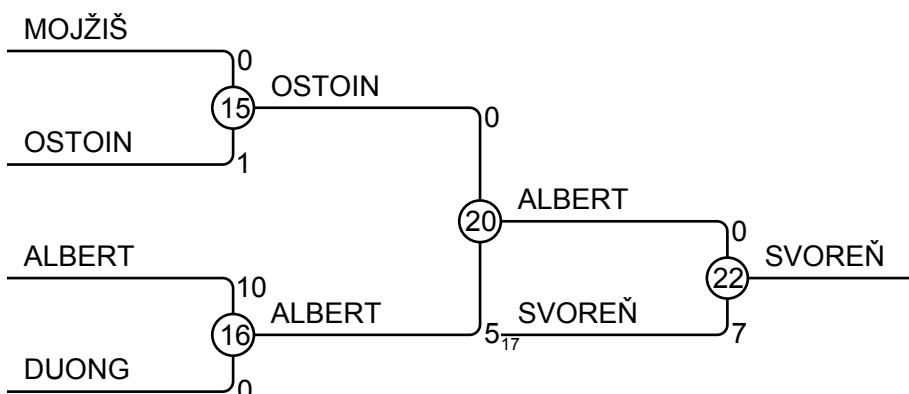 MOJŽIŠ
0
15
OSTOIN
OSTOIN
1
0
20
ALBERT
ALBERT
10
16
ALBERT
5
DUONG
0
17
SVOREŇ
0
22
SVOREŇ
7